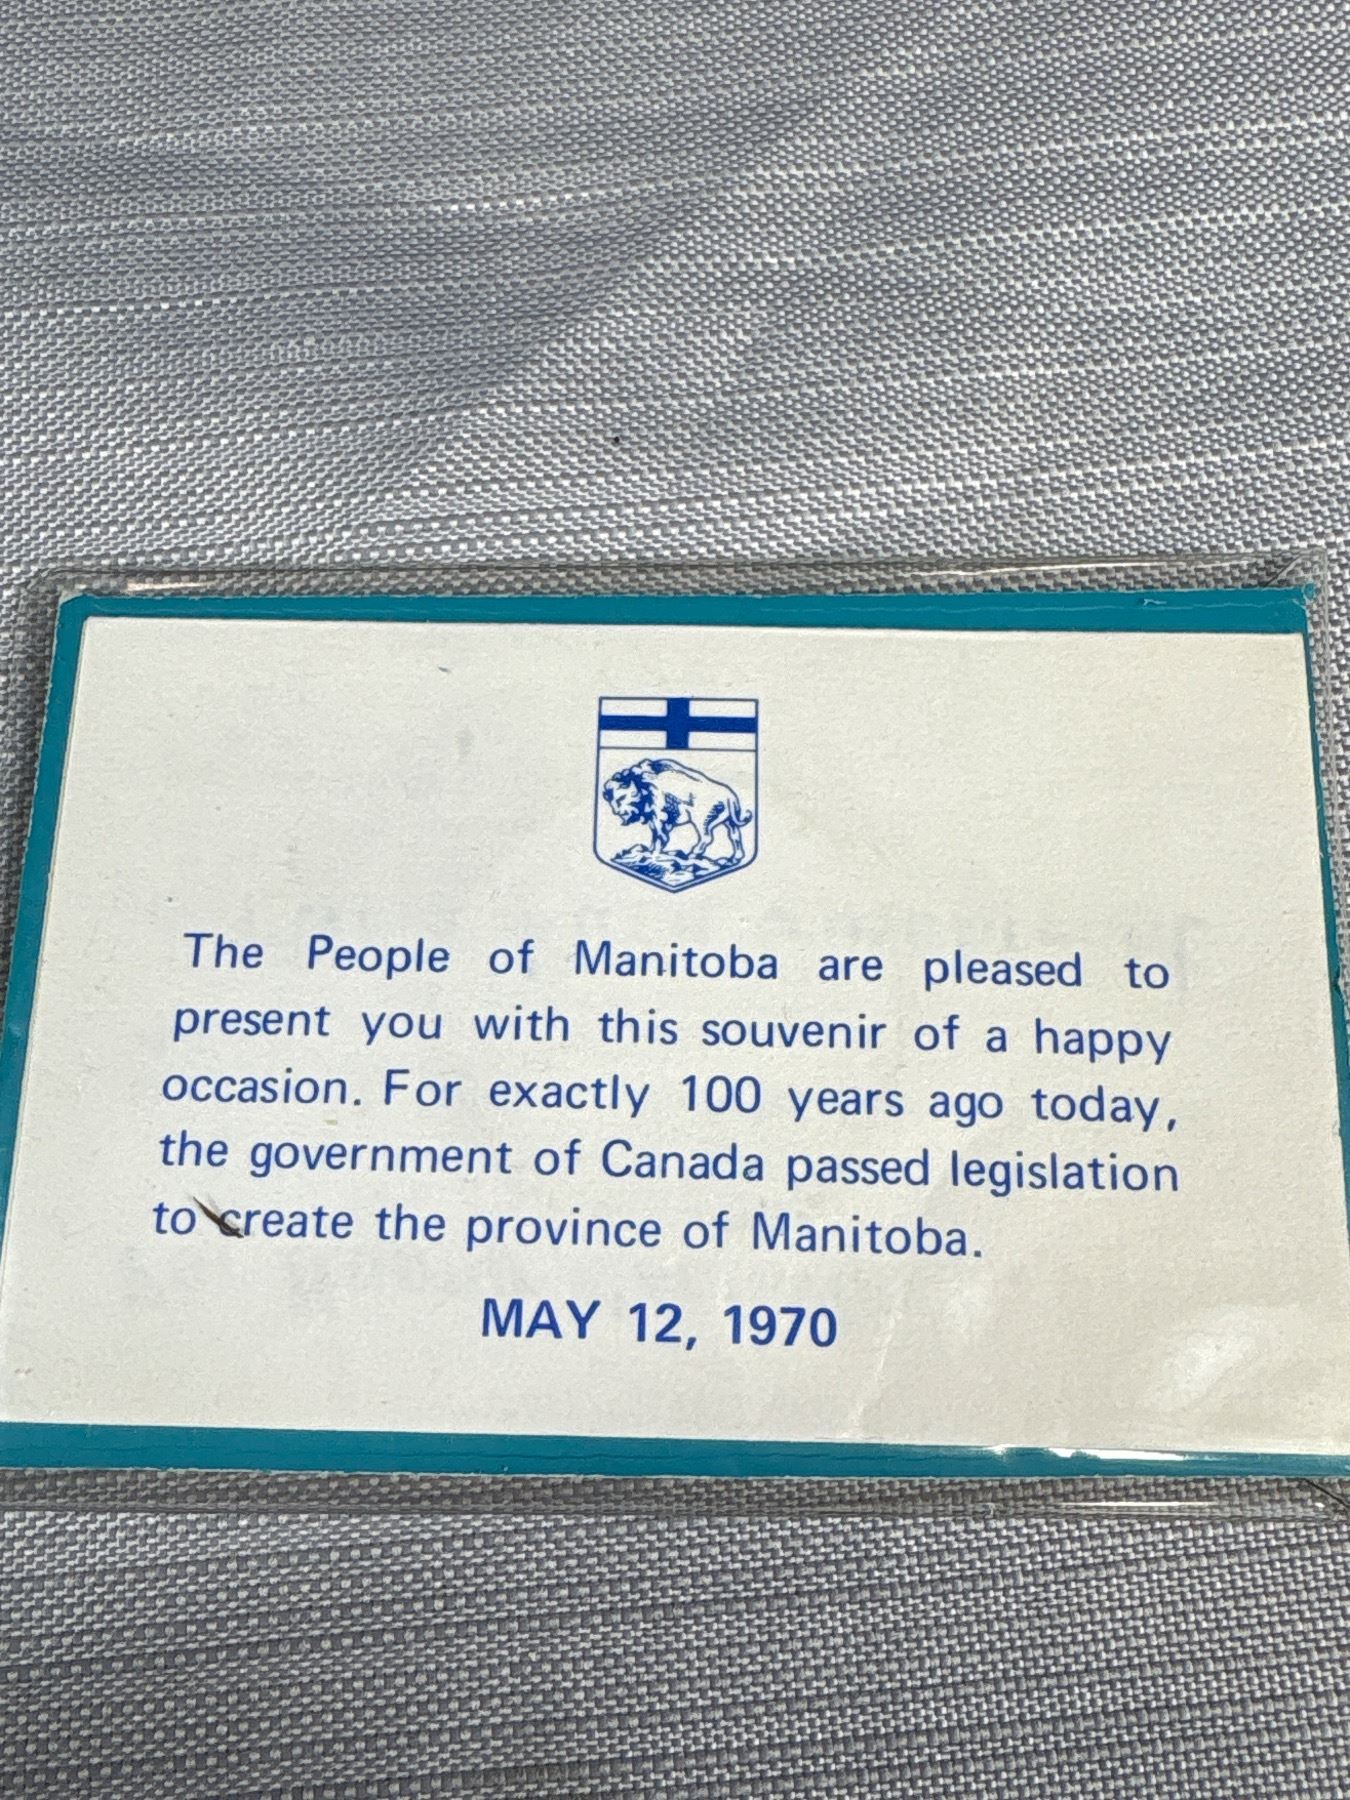 The People of Manitoba are pleased to
present you with this souvenir of a happy
occasion. For exactly 100 years ago today,
the government of Canada passed legislation
to create the province of Manitoba.
MAY 12, 1970